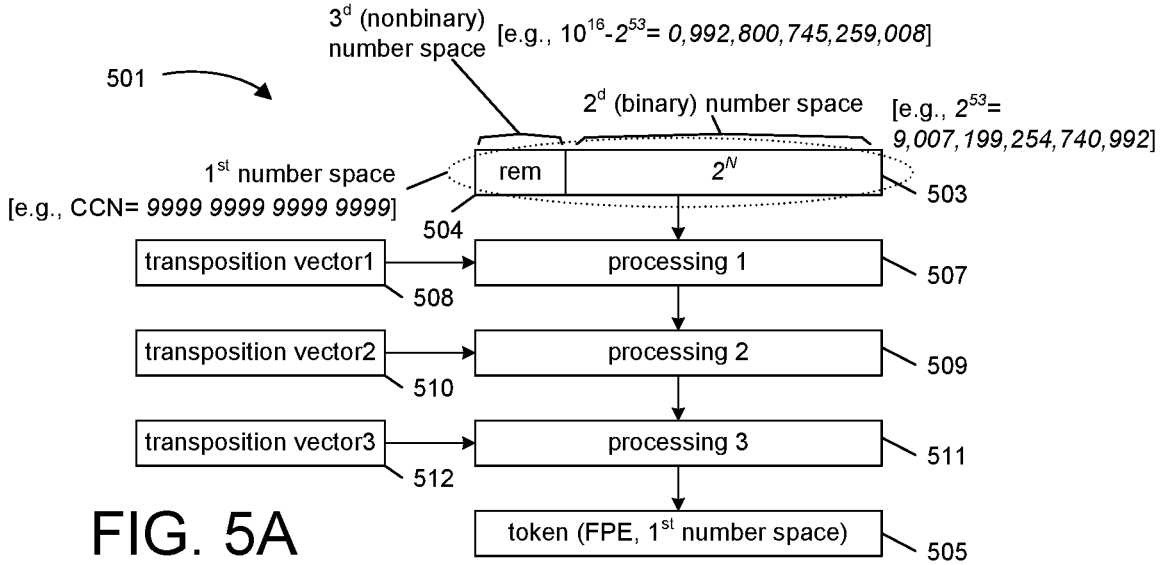 3d (nonbinary)
number space
[e.g., 10^16-2^53= 0,992,800,745,259,008]
501
2d (binary) number space
[e.g., 2^53=
9,007,199,254,740,992]
1st number space
[e.g., CCN= 9999 9999 9999 9999]
rem
2^N
503
504
transposition vector1
processing 1
507
508
transposition vector2
processing 2
509
510
transposition vector3
processing 3
511
512
FIG. 5A
token (FPE, 1st number space)
505